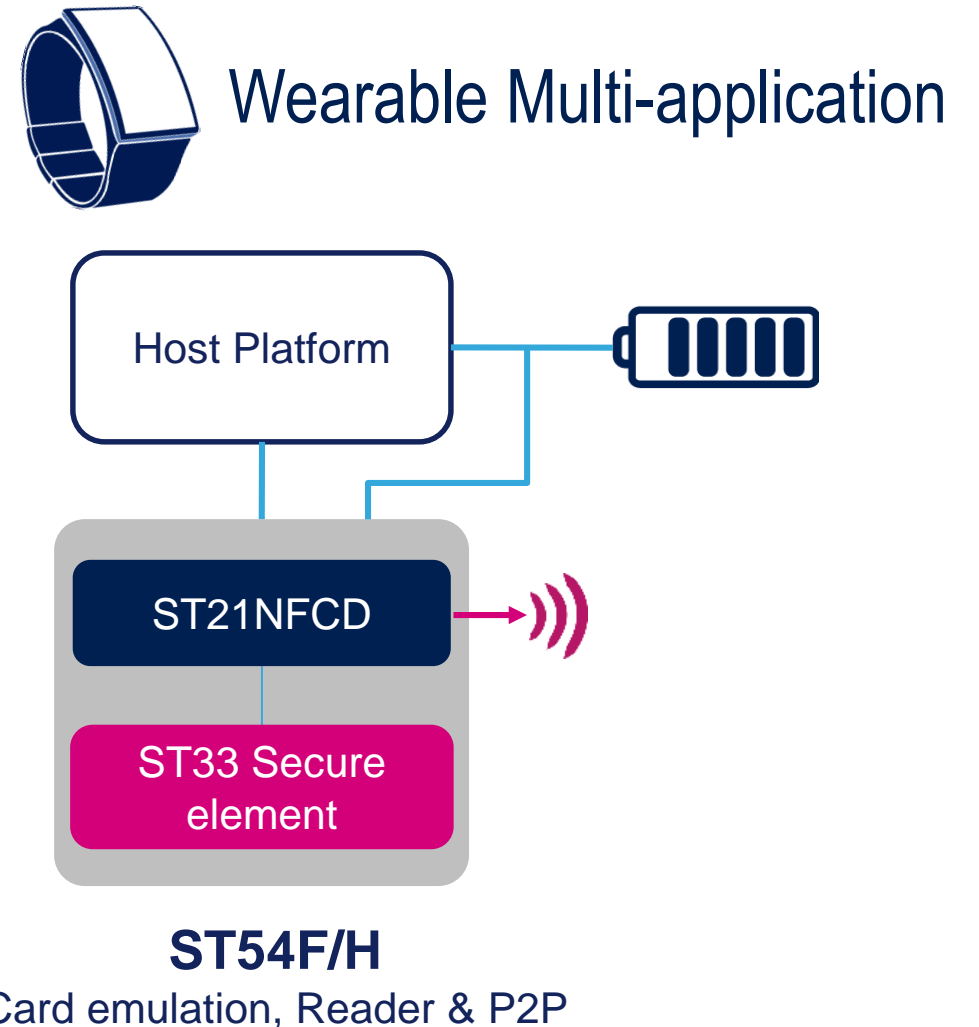 Wearable Multi-application
Host Platform
ST21NFCD
ST33 Secure
element
ST54F/H
Card emulation, Reader & P2P